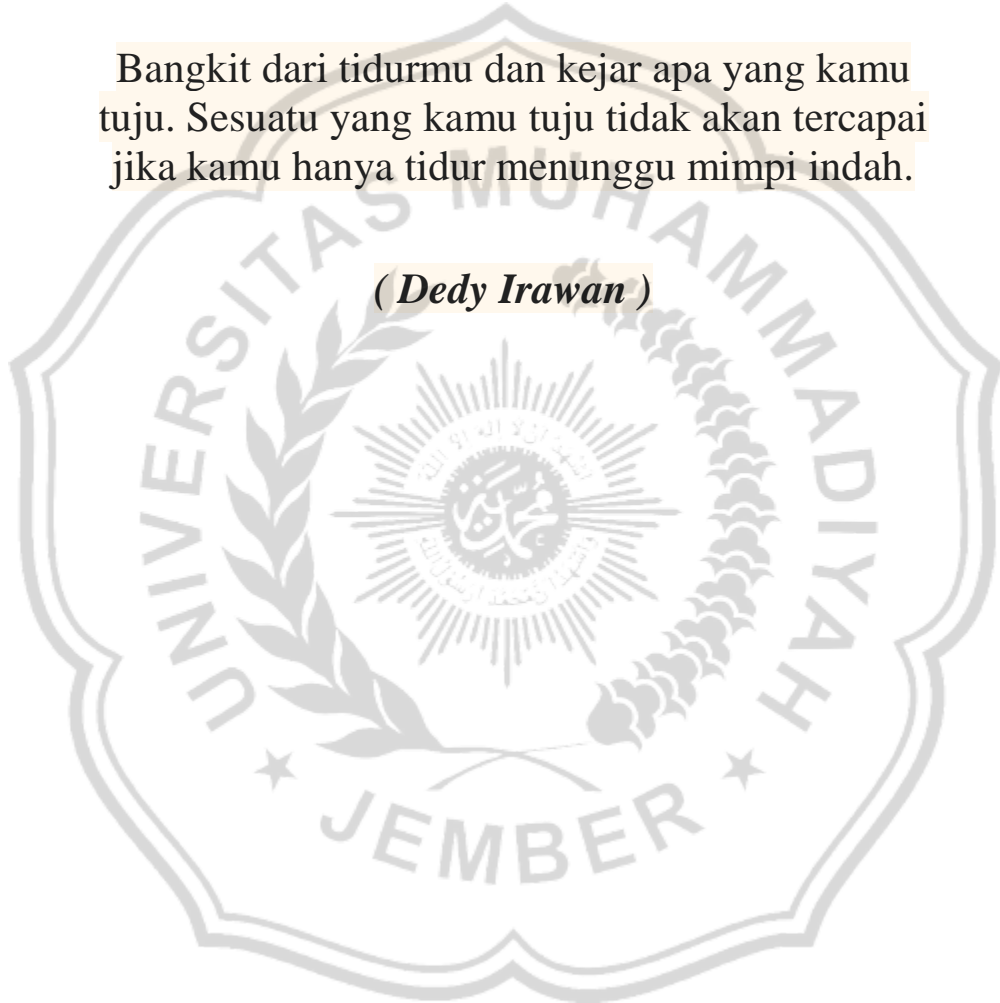 Bangkit dari tidurmu dan kejar apa yang kamu
tuju. Sesuatu yang kamu tuju tidak akan tercapai
jika kamu hanya tidur menunggu mimpi indah.
( Dedy Irawan )
UNIVERSITAS MUHAMMADIYAH
JEMBER